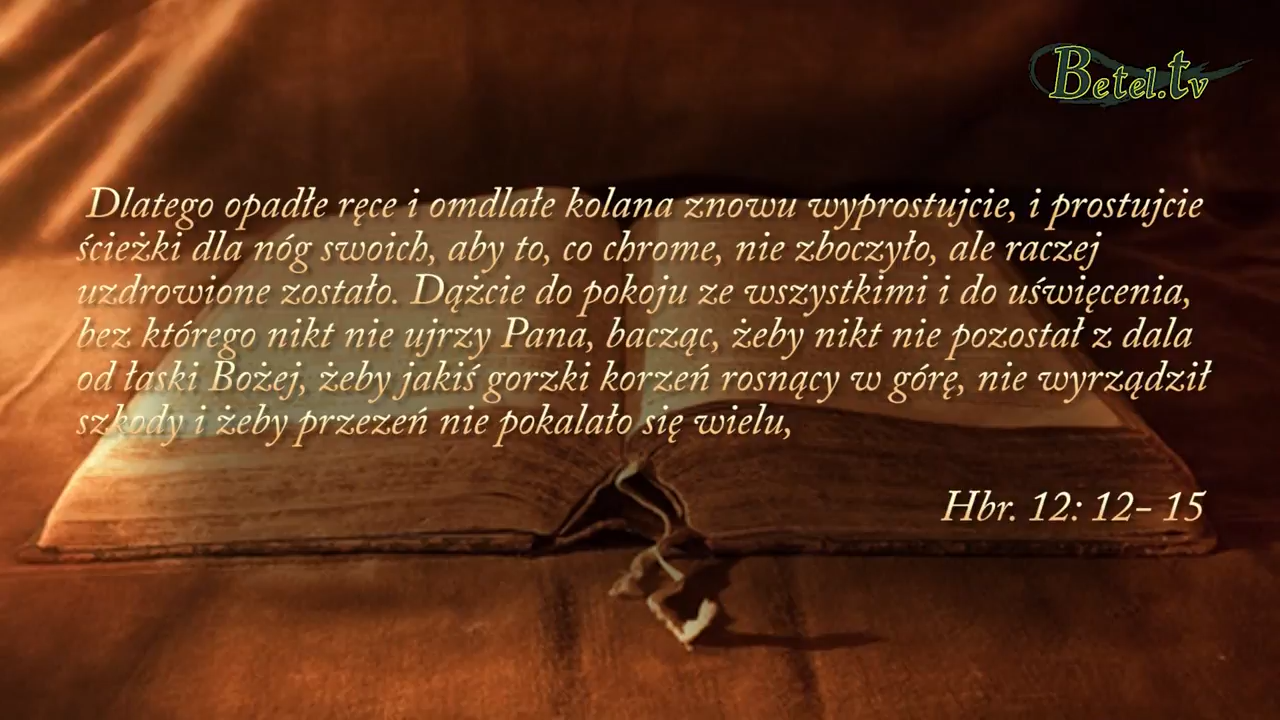 Betel.tv
Dlatego opadłe ręce i omdlałe kolana znowu wyprostujcie, i prostujcie
ścieżki dla nóg swoich, aby to, co chrome, nie zboczyło, ale raczej
uzdrowione zostało. Dążcie do pokoju ze wszystkimi i do uświęcenia,
bez którego nikt nie ujrzy Pana, bacząc, żeby nikt nie pozostał z dala
od łaski Bożej, żeby jakiś gorzki korzeń rosnący w górę, nie wyrządził
szkody i żeby przezeń nie pokalało się wielu,
Hbr. 12: 12- 15